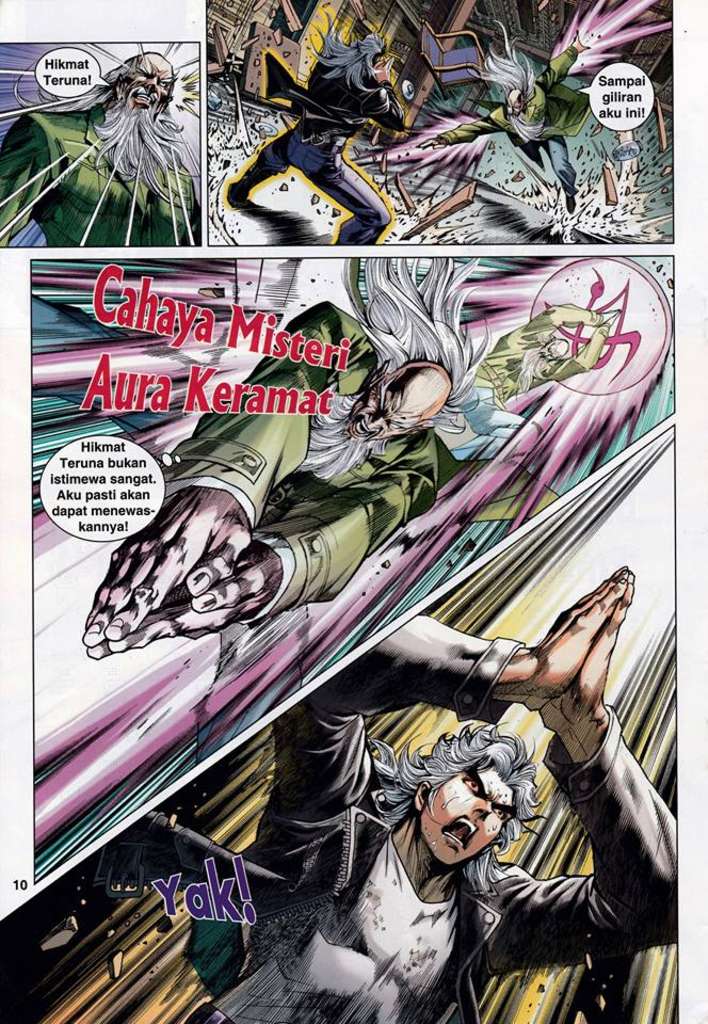 Hikmat
Teruna!
Sampai
giliran
aku ini!
Cahaya Misteri
Aura Keramat
Hikmat
Teruna bukan
istimewa sangat.
Aku pasti akan
dapat menewas-
kannya!
Yak!
10